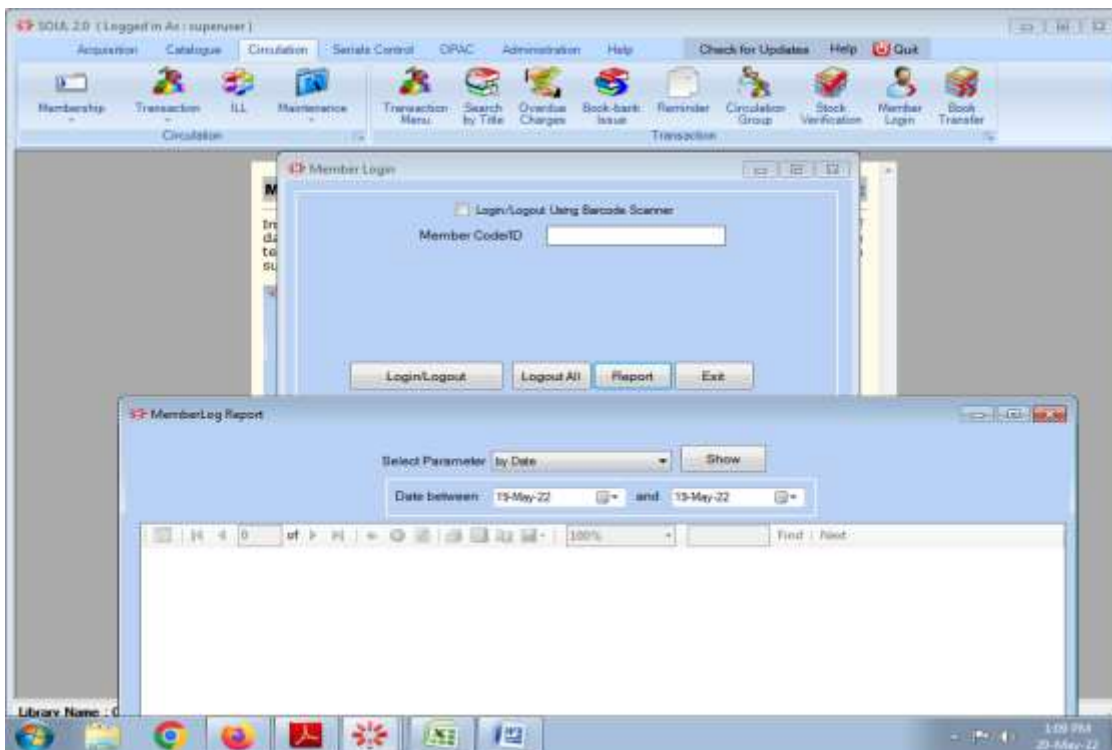 SOUL 2.0 ( Logged in As : superuser )
Acquisition Catalogue Circulation Serials Control OPAC Administration Help Check for Updates Help Quit
Membership Transaction ILL Maintenance Transaction Menu Search by Title Overdue Charges Book-bank Issue Reminder Circulation Group Stock Verification Member Login Book Transfer
Circulation Transaction
Member Login
Login/Logout Using Barcode Scanner
Member Code/ID
Login/Logout Logout All Report Exit
MemberLog Report
Select Parameter by Date Show
Date between 19-May-22 and 19-May-22
0 of 100% Find | Next
Library Name :
1:00 PM